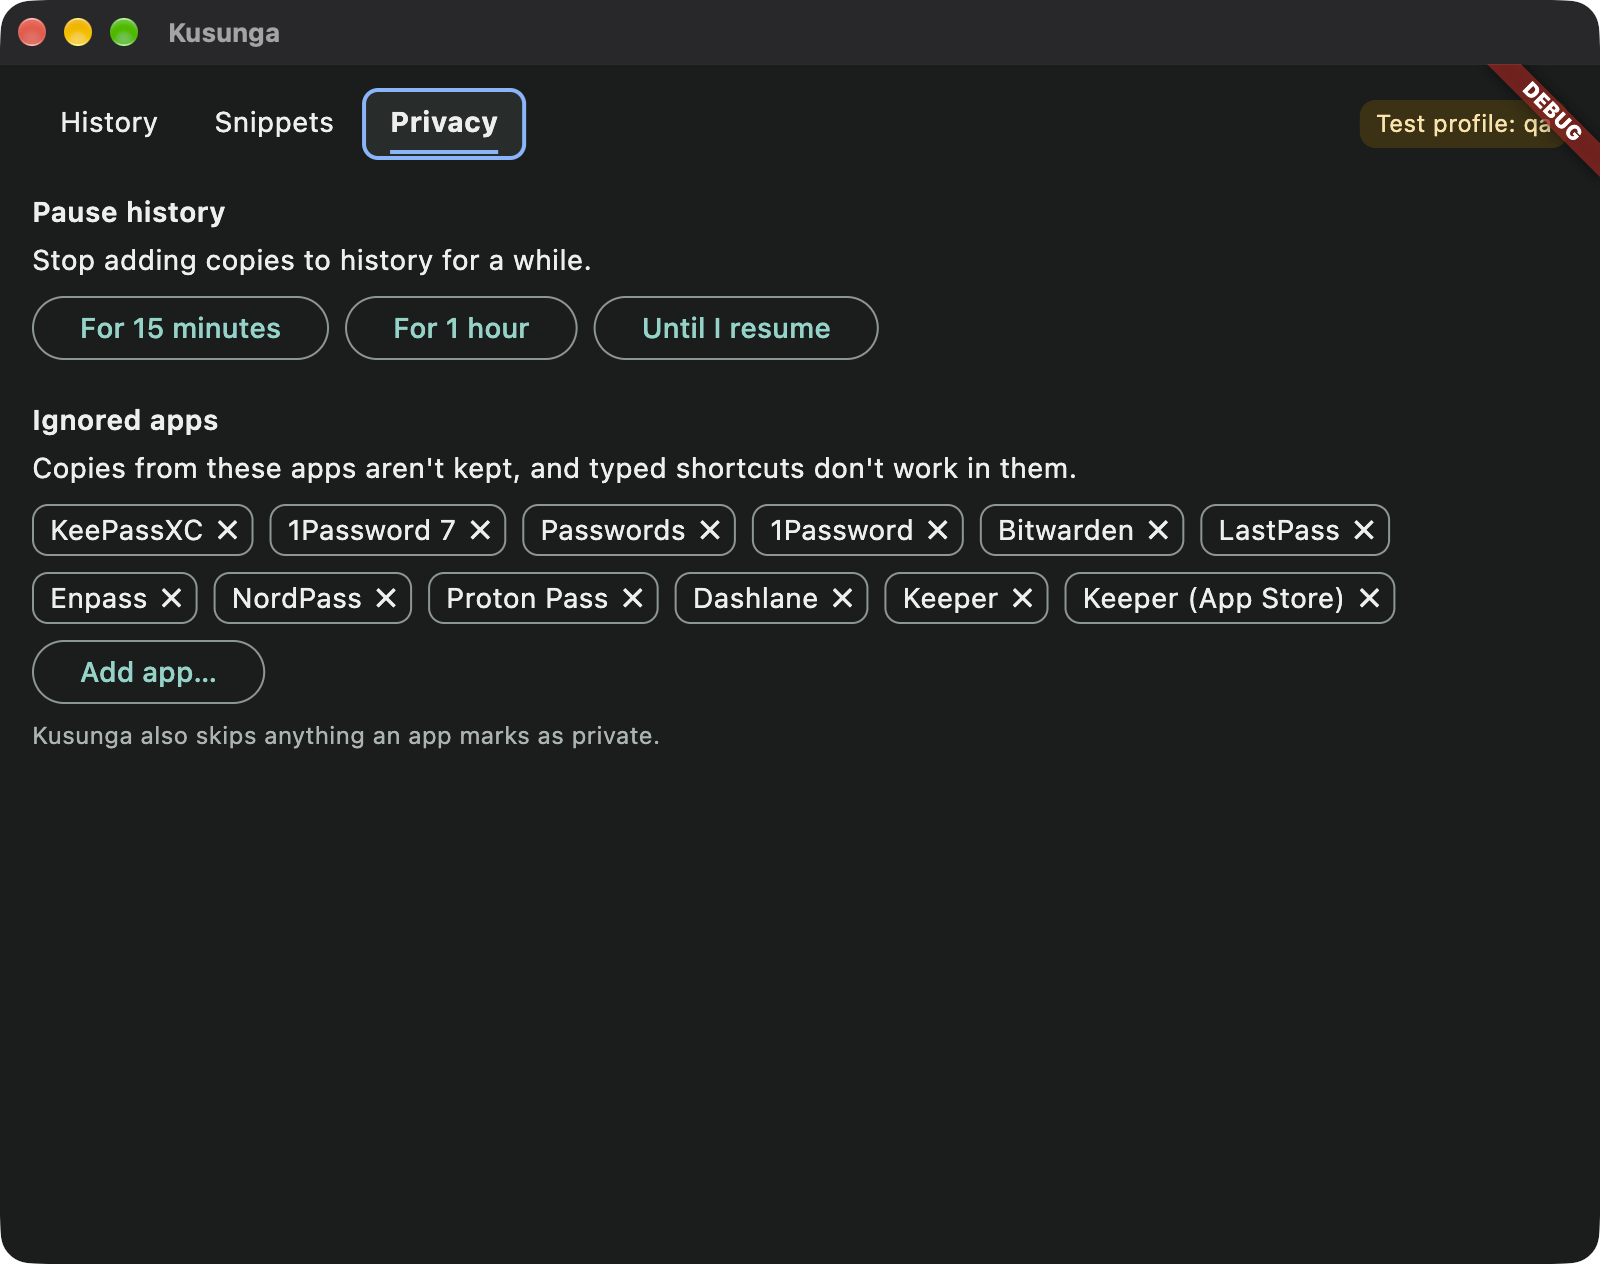 Kusunga
History Snippets Privacy
Test profile: qa
DEBUG
Pause history
Stop adding copies to history for a while.
For 15 minutes For 1 hour Until I resume
Ignored apps
Copies from these apps aren't kept, and typed shortcuts don't work in them.
KeePassXC 1Password 7 Passwords 1Password Bitwarden LastPass
Enpass NordPass Proton Pass Dashlane Keeper Keeper (App Store)
Add app...
Kusunga also skips anything an app marks as private.